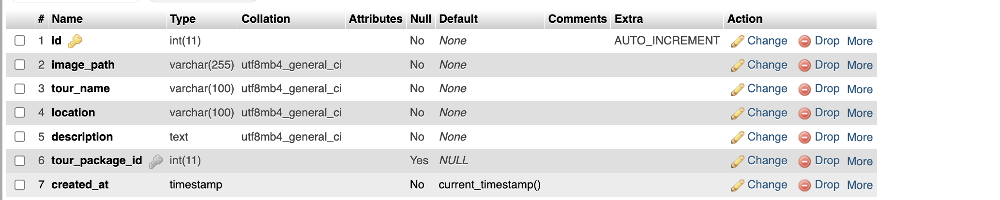 # Name Type Collation Attributes Null Default Comments Extra Action
1 id int(11) No None AUTO_INCREMENT Change Drop More
2 image_path varchar(255) utf8mb4_general_ci No None Change Drop More
3 tour_name varchar(100) utf8mb4_general_ci No None Change Drop More
4 location varchar(100) utf8mb4_general_ci No None Change Drop More
5 description text utf8mb4_general_ci No None Change Drop More
6 tour_package_id int(11) Yes NULL Change Drop More
7 created_at timestamp No current_timestamp() Change Drop More